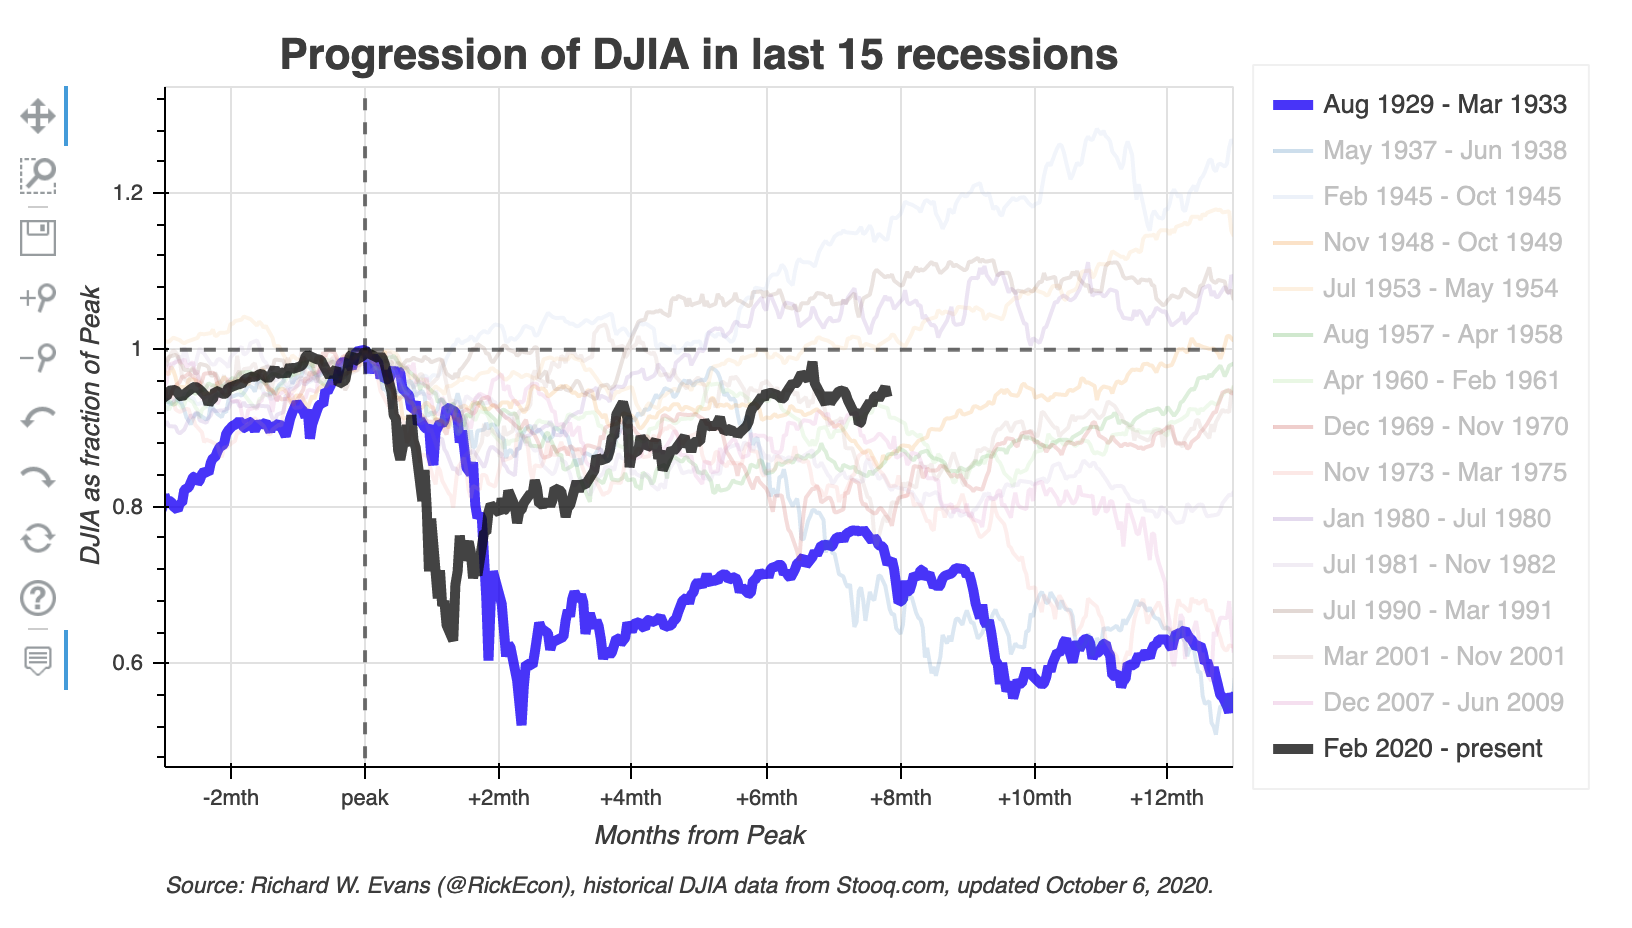 Progression of DJIA in last 15 recessions
DJIA as fraction of Peak
1.2
1
0.8
0.6
-2mth
peak
+2mth
+4mth
+6mth
+8mth
+10mth
+12mth
Months from Peak
Aug 1929 - Mar 1933
May 1937 - Jun 1938
Feb 1945 - Oct 1945
Nov 1948 - Oct 1949
Jul 1953 - May 1954
Aug 1957 - Apr 1958
Apr 1960 - Feb 1961
Dec 1969 - Nov 1970
Nov 1973 - Mar 1975
Jan 1980 - Jul 1980
Jul 1981 - Nov 1982
Jul 1990 - Mar 1991
Mar 2001 - Nov 2001
Dec 2007 - Jun 2009
Feb 2020 - present
Source: Richard W. Evans (@RickEcon), historical DJIA data from Stooq.com, updated October 6, 2020.